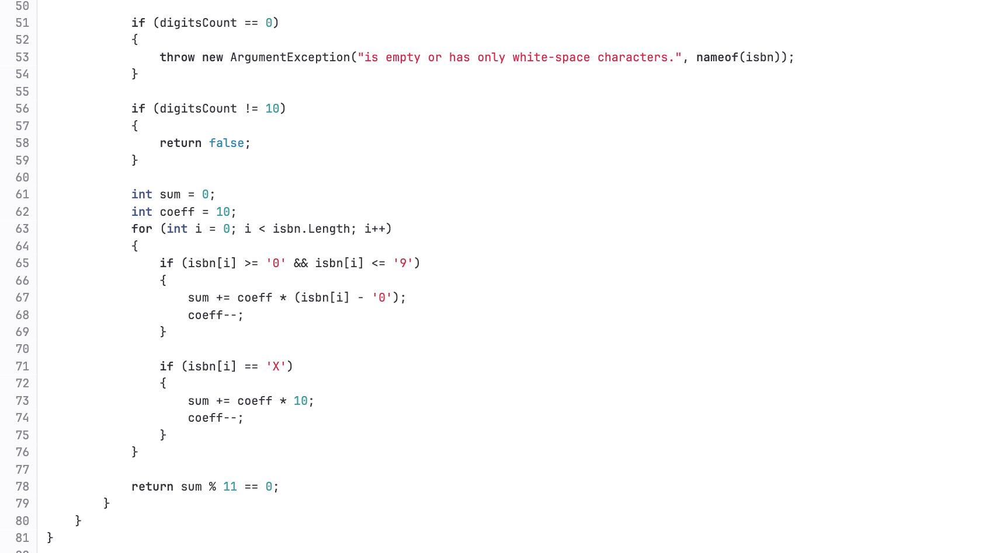 50
51 if (digitsCount == 0)
52 {
53 throw new ArgumentException("is empty or has only white-space characters.", nameof(isbn));
54 }
55
56 if (digitsCount != 10)
57 {
58 return false;
59 }
60
61 int sum = 0;
62 int coeff = 10;
63 for (int i = 0; i < isbn.Length; i++)
64 {
65 if (isbn[i] >= '0' && isbn[i] <= '9')
66 {
67 sum += coeff * (isbn[i] - '0');
68 coeff--;
69 }
70
71 if (isbn[i] == 'X')
72 {
73 sum += coeff * 10;
74 coeff--;
75 }
76 }
77
78 return sum % 11 == 0;
79 }
80 }
81 }